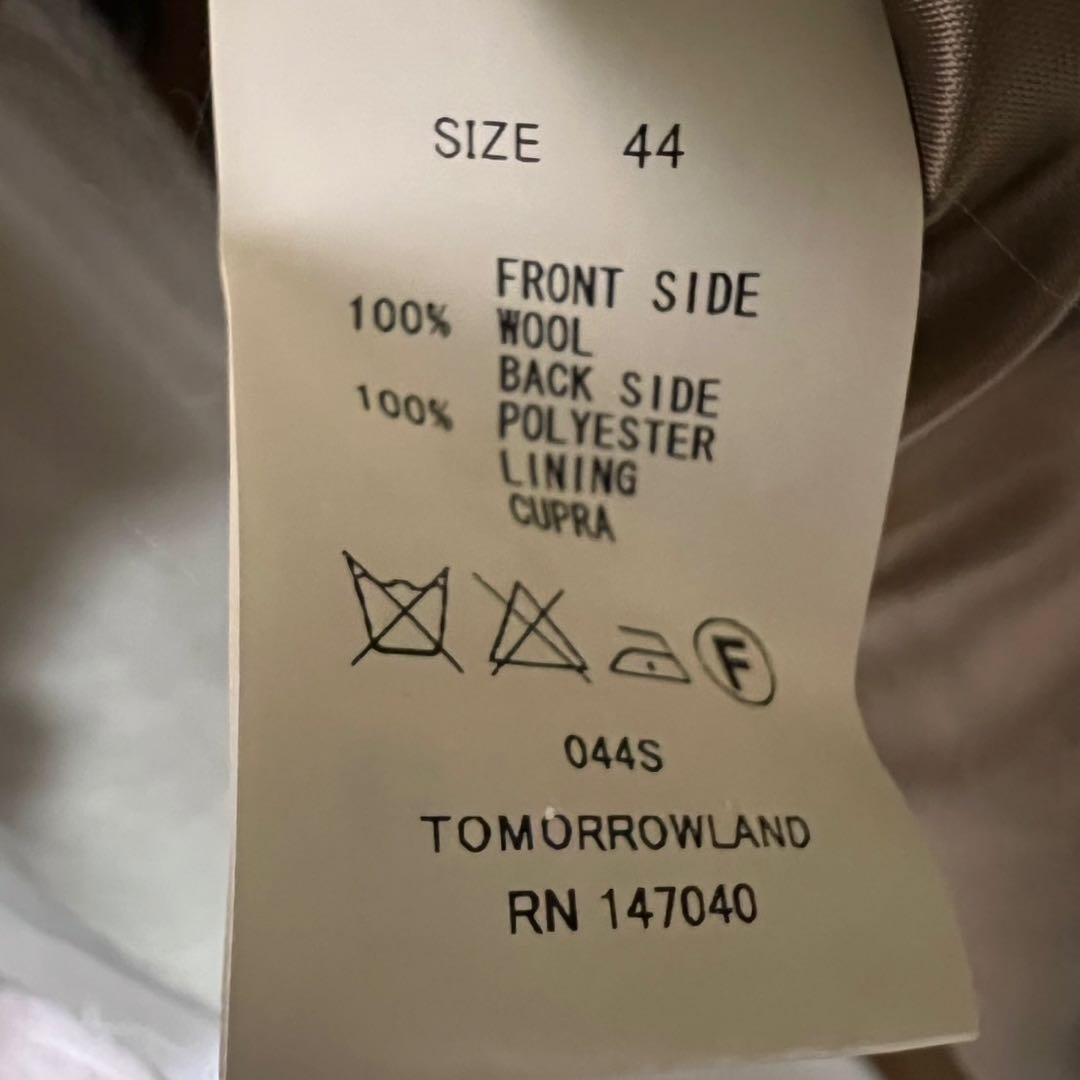 SIZE 44
FRONT SIDE
100% WOOL
BACK SIDE
100% POLYESTER
LINING
CUPRA
F
044S
TOMORROWLAND
RN 147040